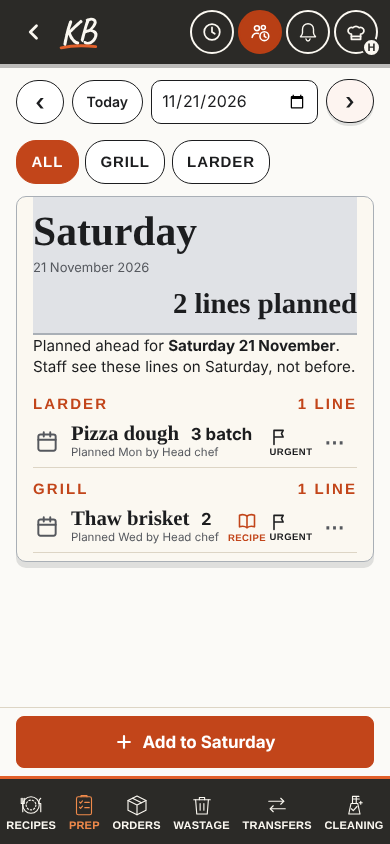 KB
H
Today
11/21/2026
ALL
GRILL
LARDER
Saturday
21 November 2026
2 lines planned
Planned ahead for Saturday 21 November.
Staff see these lines on Saturday, not before.
LARDER 1 LINE
Pizza dough 3 batch
Planned Mon by Head chef
URGENT
GRILL 1 LINE
Thaw brisket 2
Planned Wed by Head chef
RECIPE URGENT
+ Add to Saturday
RECIPES PREP ORDERS WASTAGE TRANSFERS CLEANING